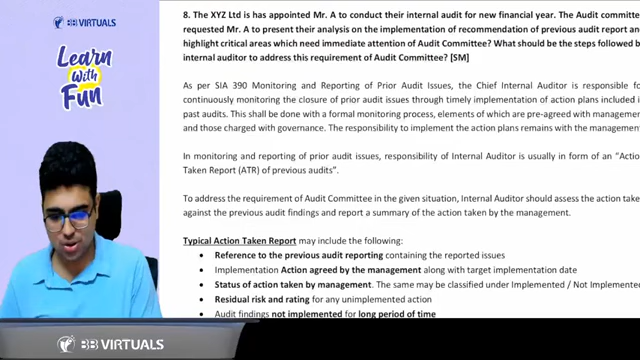 BB VIRTUALS
Learn
With
Fun
8. The XYZ Ltd is has appointed Mr. A to conduct their internal audit for new financial year. The Audit committe
requested Mr. A to present their analysis on the implementation of recommendation of previous audit report an
highlight critical areas which need immediate attention of Audit Committee? What should be the steps followed b
internal auditor to address this requirement of Audit Committee? [SM]
As per SIA 390 Monitoring and Reporting of Prior Audit Issues, the Chief Internal Auditor is responsible fo
continuously monitoring the closure of prior audit issues through timely implementation of action plans included i
past audits. This shall be done with a formal monitoring process, elements of which are pre-agreed with managemen
and those charged with governance. The responsibility to implement the action plans remains with the management
In monitoring and reporting of prior audit issues, responsibility of Internal Auditor is usually in form of an "Action
Taken Report (ATR) of previous audits".
To address the requirement of Audit Committee in the given situation, Internal Auditor should assess the action take
against the previous audit findings and report a summary of the action taken by the management.
Typical Action Taken Report may include the following:
• Reference to the previous audit reporting containing the reported issues
• Implementation Action agreed by the management along with target implementation date
• Status of action taken by management. The same may be classified under Implemented / Not Implemented
• Residual risk and rating for any unimplemented action
• Audit findings not implemented for long period of time
BB VIRTUALS
BB VIRTUALS